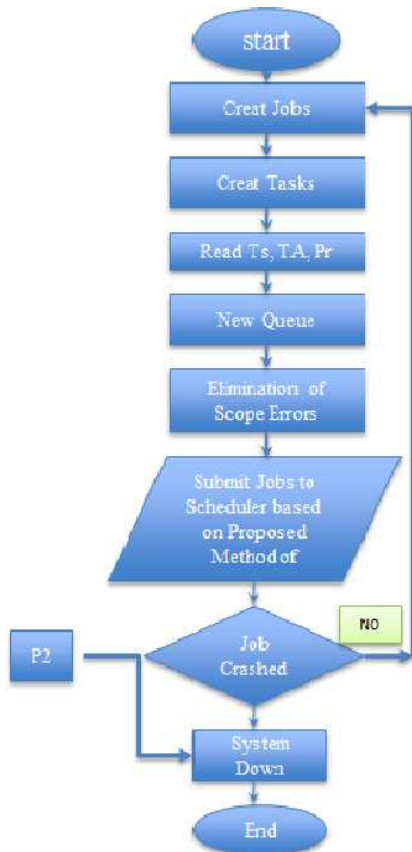 start
Creat Jobs
Creat Tasks
Read Ts, TA, Pr
New Queue
Elimination of
Scope Errors
Submit Jobs to
Scheduler based
on Proposed
Method of
NO
Job
Crashed
P2
System
Down
End